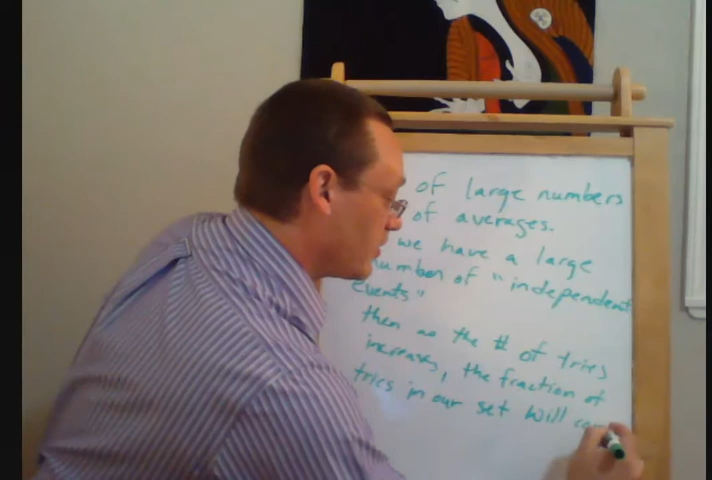 of large numbers
of averages.
we have a large
number of "independent
events"
then as the # of tries
increases, the fraction of
tries in our set will